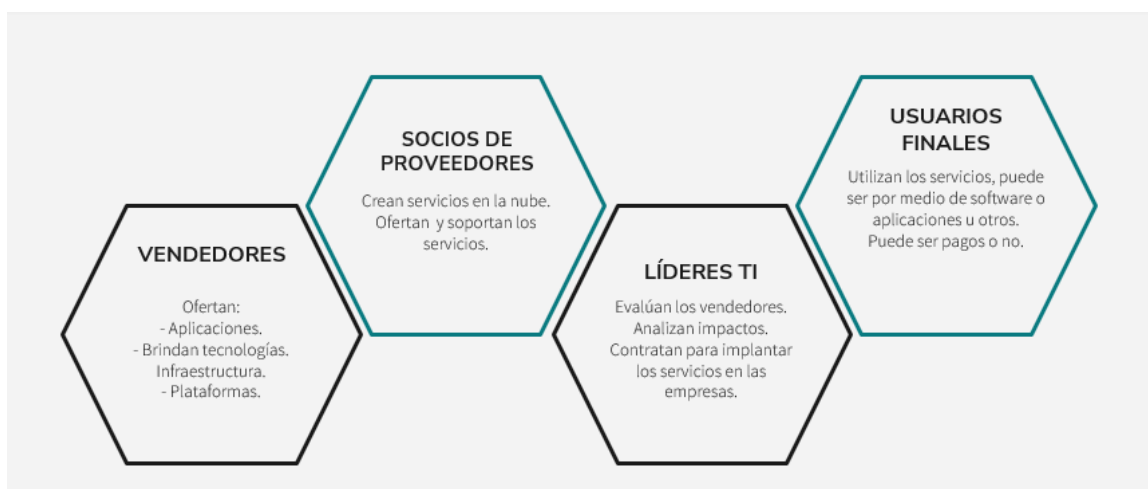 VENDEDORES
Ofertan:
- Aplicaciones.
- Brindan tecnologías.
Infraestructura.
- Plataformas.
SOCIOS DE
PROVEEDORES
Crean servicios en la nube.
Ofertan y soportan los
servicios.
LÍDERES TI
Evalúan los vendedores.
Analizan impactos.
Contratan para implantar
los servicios en las
empresas.
USUARIOS
FINALES
Utilizan los servicios, puede
ser por medio de software o
aplicaciones u otros.
Puede ser pagos o no.